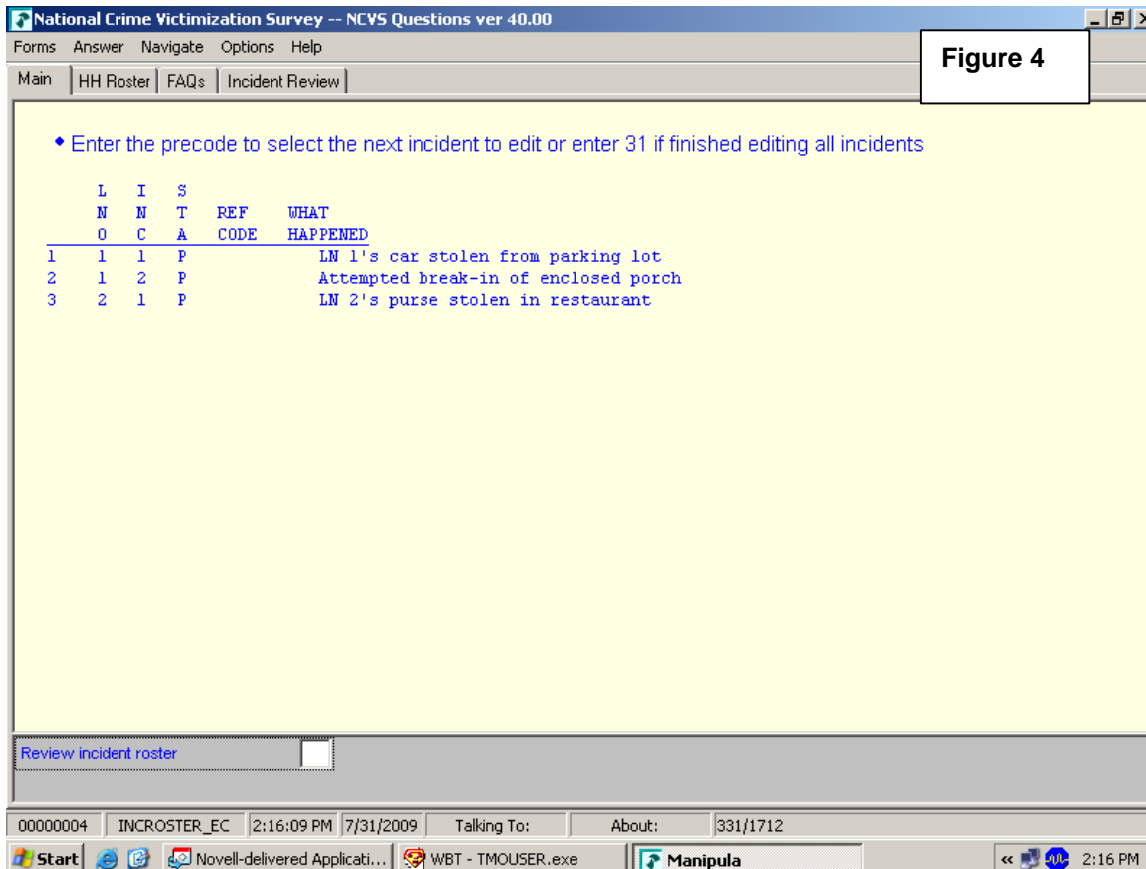 National Crime Victimization Survey -- NCVS Questions ver 40.00
Forms Answer Navigate Options Help
Figure 4
Main HH Roster FAQs Incident Review
Enter the precode to select the next incident to edit or enter 31 if finished editing all incidents
L I S
N N T REF WHAT
O C A CODE HAPPENED
1 1 1 P LN 1's car stolen from parking lot
2 1 2 P Attempted break-in of enclosed porch
3 2 1 P LN 2's purse stolen in restaurant
Review incident roster
00000004 INCROSTER_EC 2:16:09 PM 7/31/2009 Talking To: About: 331/1712
Start Novell-delivered Applicati... WBT - TMOUSER.exe Manipula « 2:16 PM